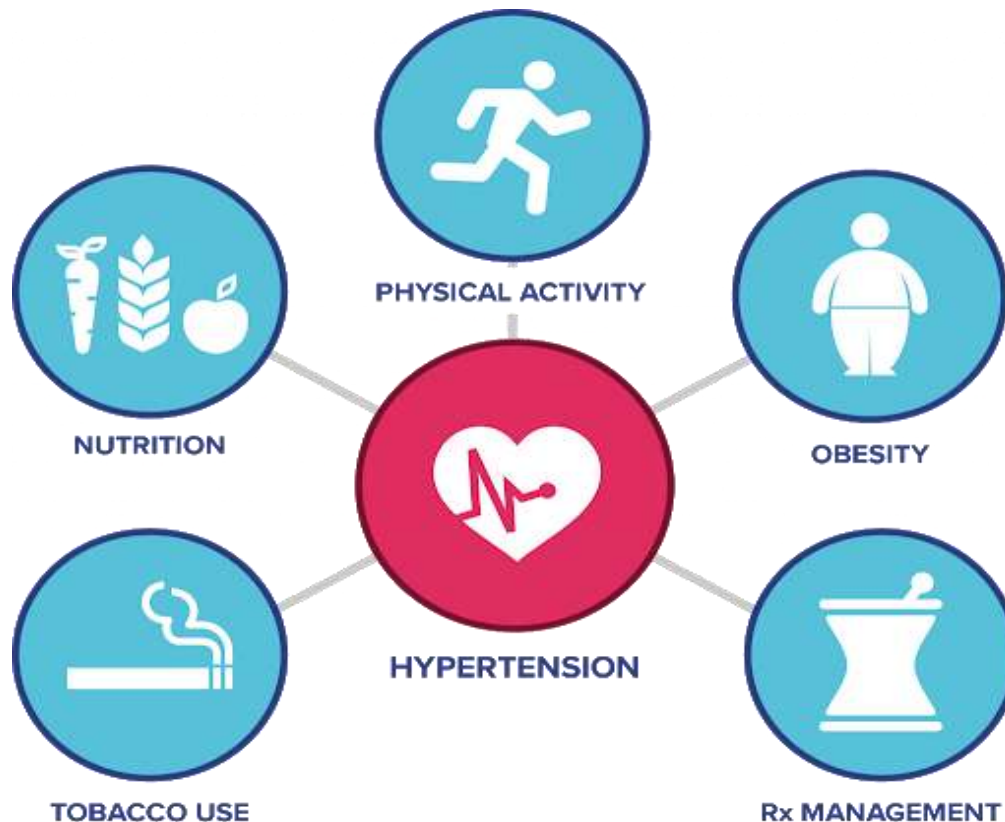 PHYSICAL ACTIVITY
NUTRITION
OBESITY
HYPERTENSION
TOBACCO USE
Rx MANAGEMENT